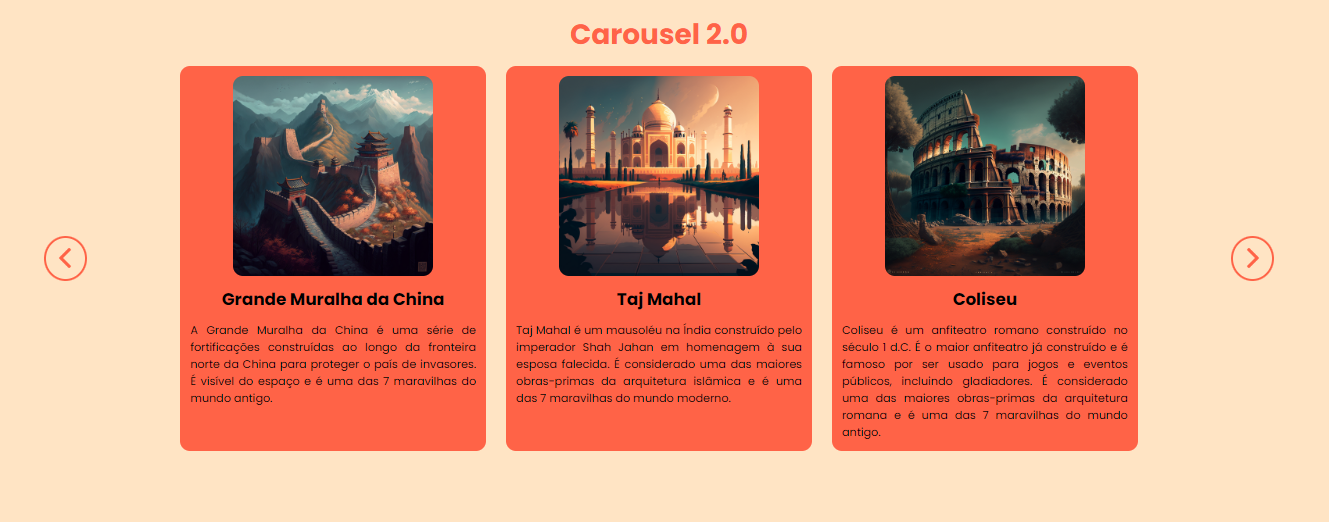 Carousel 2.0
Grande Muralha da China
A Grande Muralha da China é uma série de
fortificações construídas ao longo da fronteira
norte da China para proteger o país de invasores.
É visível do espaço e é uma das 7 maravilhas do
mundo antigo.
Taj Mahal
Taj Mahal é um mausoléu na Índia construído pelo
imperador Shah Jahan em homenagem à sua
esposa falecida. É considerado uma das maiores
obras-primas da arquitetura islâmica e é uma
das 7 maravilhas do mundo moderno.
Coliseu
Coliseu é um anfiteatro romano construído no
século 1 d.C. É o maior anfiteatro já construído e é
famoso por ser usado para jogos e eventos
públicos, incluindo gladiadores. É considerado
uma das maiores obras-primas da arquitetura
romana e é uma das 7 maravilhas do mundo
antigo.